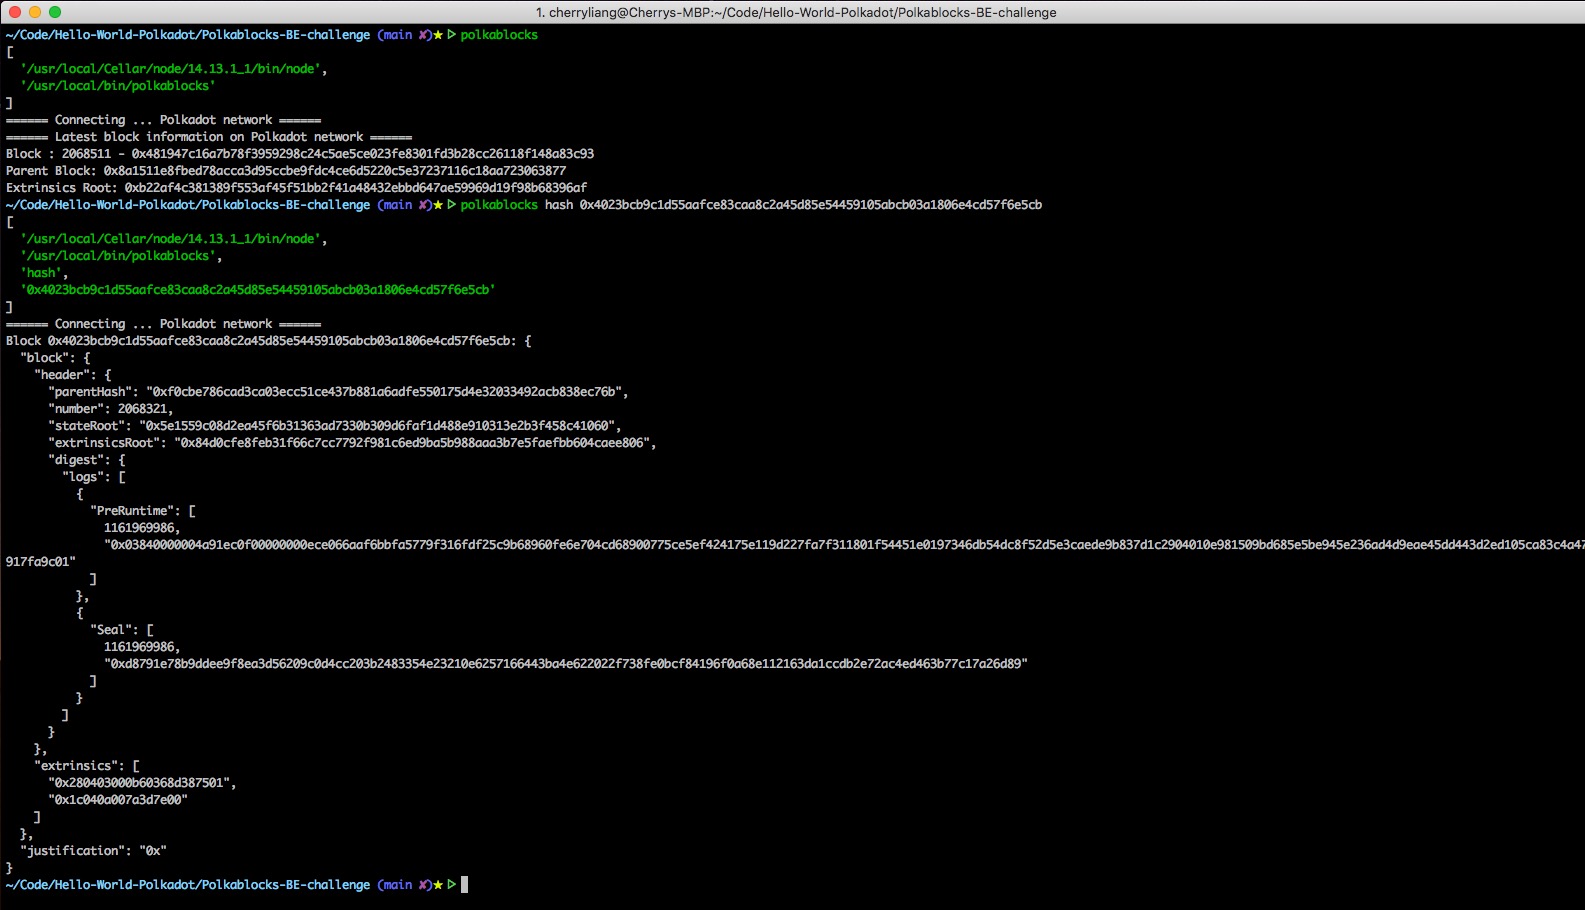 1. cherryliang@Cherrys-MBP:~/Code/Hello-World-Polkadot/Polkablocks-BE-challenge
~/Code/Hello-World-Polkadot/Polkablocks-BE-challenge (main ✘)★ ▷ polkablocks
[
  '/usr/local/Cellar/node/14.13.1_1/bin/node',
  '/usr/local/bin/polkablocks'
]
====== Connecting ... Polkadot network ======
====== Latest block information on Polkadot network ======
Block : 2068511 - 0x481947c16a7b78f3959298c24c5ae5ce023fe8301fd3b28cc26118f148a83c93
Parent Block: 0x8a1511e8fbed78acca3d95ccbe9fdc4ce6d5220c5e37237116c18aa723063877
Extrinsics Root: 0xb22af4c381389f553af45f51bb2f41a48432ebbd647ae59969d19f98b68396af
~/Code/Hello-World-Polkadot/Polkablocks-BE-challenge (main ✘)★ ▷ polkablocks hash 0x4023bcb9c1d55aafce83caa8c2a45d85e54459105abcb03a1806e4cd57f6e5cb
[
  '/usr/local/Cellar/node/14.13.1_1/bin/node',
  '/usr/local/bin/polkablocks',
  'hash',
  '0x4023bcb9c1d55aafce83caa8c2a45d85e54459105abcb03a1806e4cd57f6e5cb'
]
====== Connecting ... Polkadot network ======
Block 0x4023bcb9c1d55aafce83caa8c2a45d85e54459105abcb03a1806e4cd57f6e5cb: {
  "block": {
    "header": {
      "parentHash": "0xf0cbe786cad3ca03ecc51ce437b881a6adfe550175d4e32033492acb838ec76b",
      "number": 2068321,
      "stateRoot": "0x5e1559c08d2ea45f6b31363ad7330b309d6faf1d488e910313e2b3f458c41060",
      "extrinsicsRoot": "0x84d0cfe8feb31f66c7cc7792f981c6ed9ba5b988aaa3b7e5faefbb604caee806",
      "digest": {
        "logs": [
          {
            "PreRuntime": [
              1161969986,
              "0x03840000004a91ec0f00000000ece066aaf6bbfa5779f316fdf25c9b68960fe6e704cd68900775ce5ef424175e119d227fa7f311801f54451e0197346db54dc8f52d5e3caede9b837d1c2904010e981509bd685e5be945e236ad4d9eae45dd443d2ed105ca83c4a47
917fa9c01"
            ]
          },
          {
            "Seal": [
              1161969986,
              "0xd8791e78b9ddee9f8ea3d56209c0d4cc203b2483354e23210e6257166443ba4e622022f738fe0bcf84196f0a68e112163da1ccdb2e72ac4ed463b77c17a26d89"
            ]
          }
        ]
      }
    },
    "extrinsics": [
      "0x280403000b60368d387501",
      "0x1c040a007a3d7e00"
    ]
  },
  "justification": "0x"
}
~/Code/Hello-World-Polkadot/Polkablocks-BE-challenge (main ✘)★ ▷